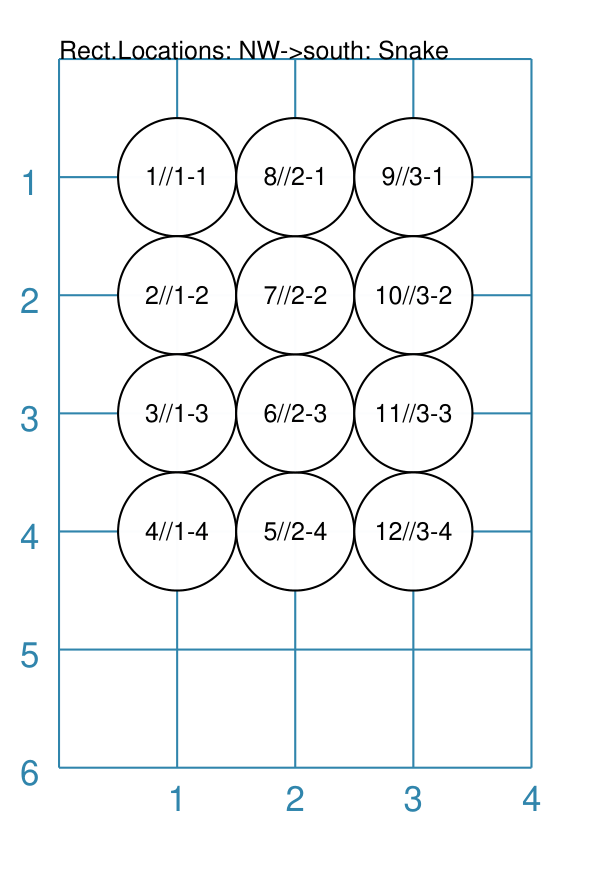 Rect.Locations: NW->south: Snake
1 1//1-1 8//2-1 9//3-1
2 2//1-2 7//2-2 10//3-2
3 3//1-3 6//2-3 11//3-3
4 4//1-4 5//2-4 12//3-4
5
6
1 2 3 4